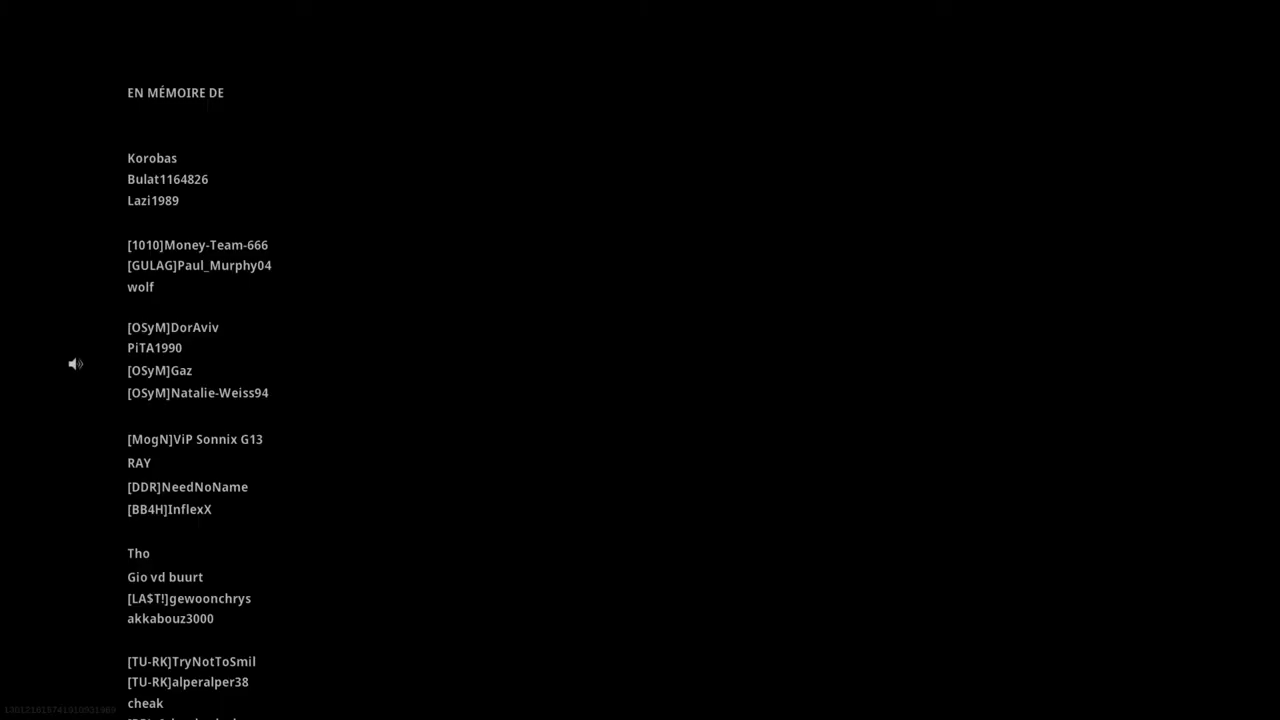 EN MÉMOIRE DE
Korobas
Bulat1164826
Lazi1989
[1010]Money-Team-666
[GULAG]Paul_Murphy04
wolf
[OSyM]DorAviv
PiTA1990
[OSyM]Gaz
[OSyM]Natalie-Weiss94
[MogN]ViP Sonnix G13
RAY
[DDR]NeedNoName
[BB4H]InflexX
Tho
Gio vd buurt
[LA$T!]gewoonchrys
akkabouz3000
[TU-RK]TryNotToSmil
[TU-RK]alperalper38
cheak